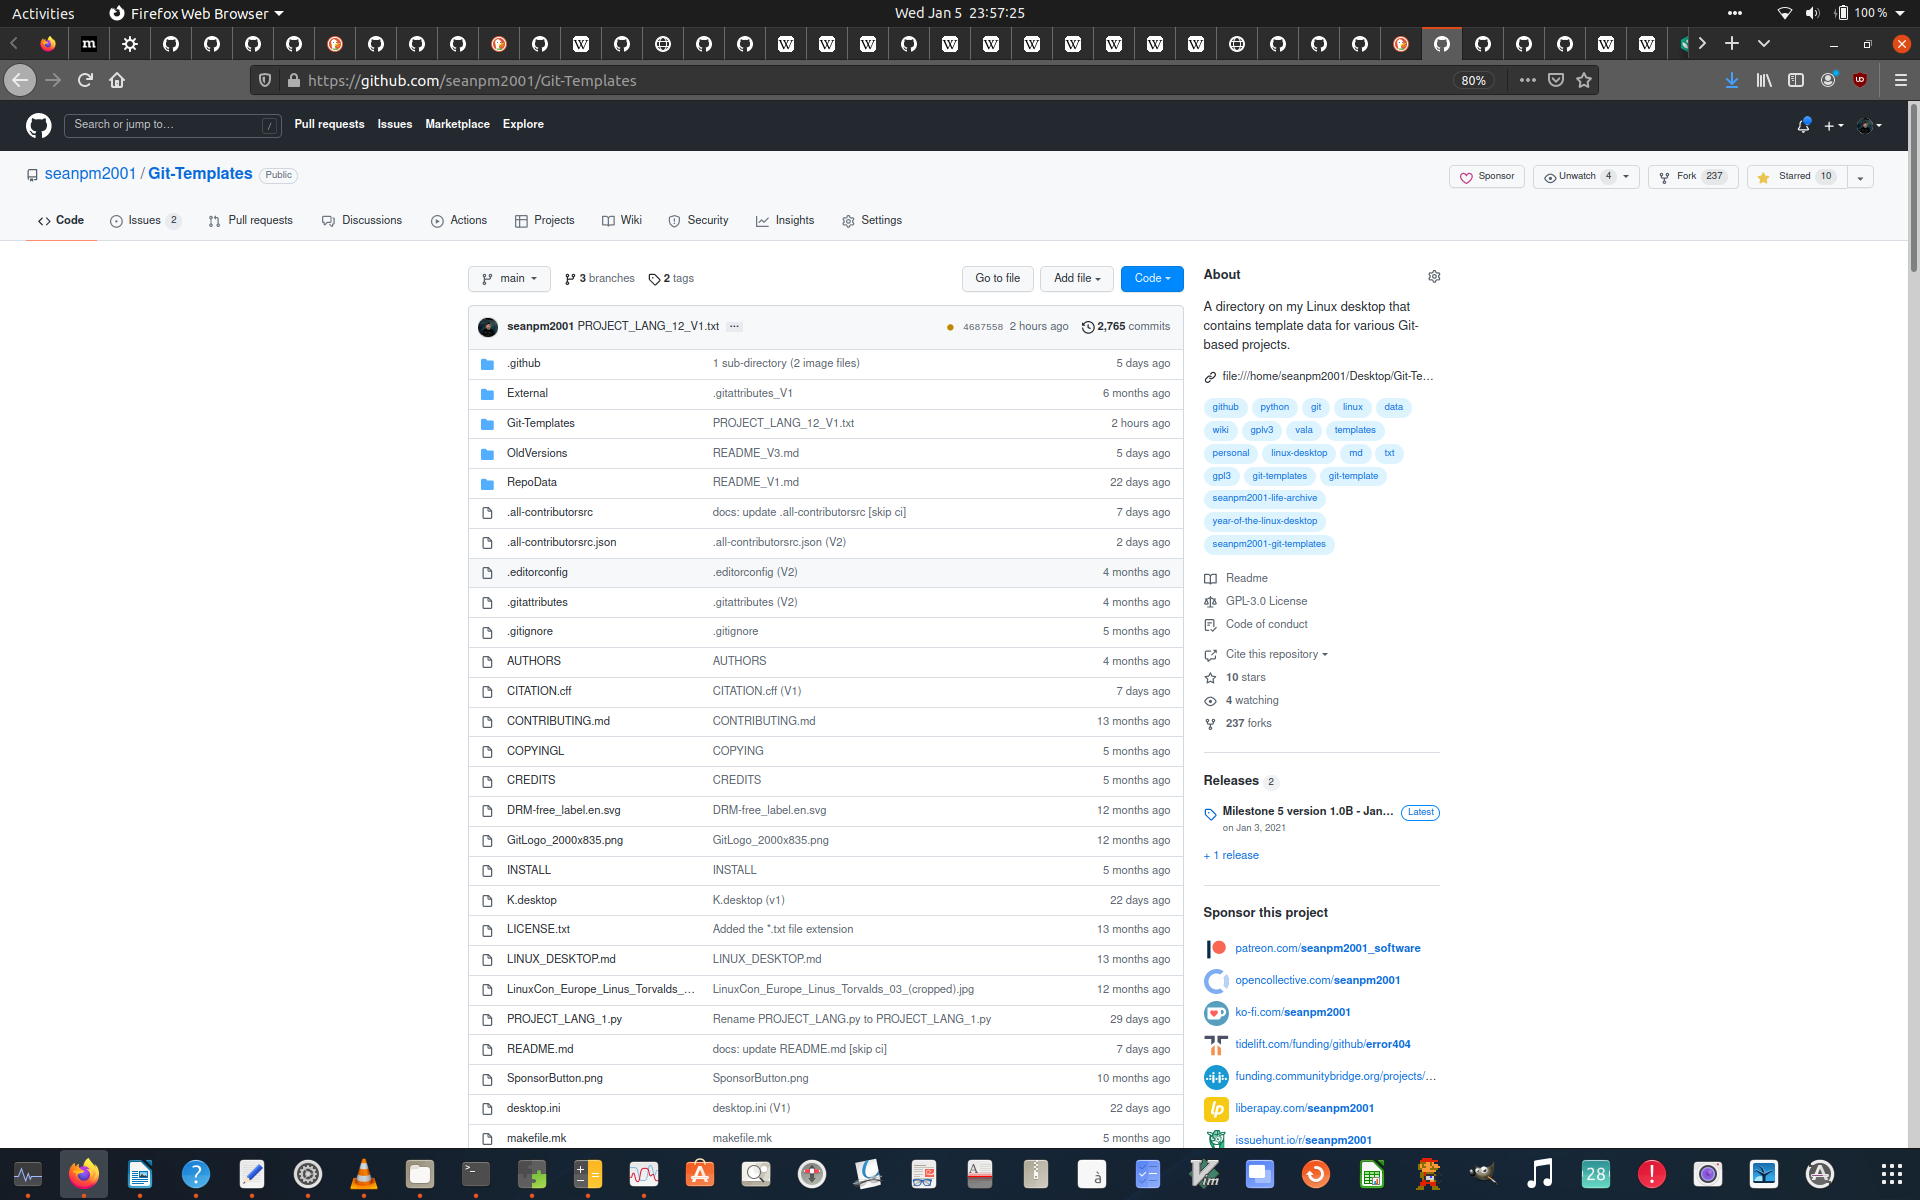 Activities
Firefox Web Browser
Wed Jan 5 23:57:25
100 %
https://github.com/seanpm2001/Git-Templates
80%
Search or jump to…
/
Pull requests
Issues
Marketplace
Explore
seanpm2001 / Git-Templates
Public
Sponsor
Unwatch 4
Fork 237
Starred 10
Code
Issues 2
Pull requests
Discussions
Actions
Projects
Wiki
Security
Insights
Settings
main
3 branches
2 tags
Go to file
Add file
Code
seanpm2001 PROJECT_LANG_12_V1.txt ...
4687558 2 hours ago
2,765 commits
.github 1 sub-directory (2 image files) 5 days ago
External .gitattributes_V1 6 months ago
Git-Templates PROJECT_LANG_12_V1.txt 2 hours ago
OldVersions README_V3.md 5 days ago
RepoData README_V1.md 22 days ago
.all-contributorsrc docs: update .all-contributorsrc [skip ci] 7 days ago
.all-contributorsrc.json .all-contributorsrc.json (V2) 2 days ago
.editorconfig .editorconfig (V2) 4 months ago
.gitattributes .gitattributes (V2) 4 months ago
.gitignore .gitignore 5 months ago
AUTHORS AUTHORS 4 months ago
CITATION.cff CITATION.cff (V1) 7 days ago
CONTRIBUTING.md CONTRIBUTING.md 13 months ago
COPYINGL COPYING 5 months ago
CREDITS CREDITS 5 months ago
DRM-free_label.en.svg DRM-free_label.en.svg 12 months ago
GitLogo_2000x835.png GitLogo_2000x835.png 12 months ago
INSTALL INSTALL 5 months ago
K.desktop K.desktop (v1) 22 days ago
LICENSE.txt Added the *.txt file extension 13 months ago
LINUX_DESKTOP.md LINUX_DESKTOP.md 13 months ago
LinuxCon_Europe_Linus_Torvalds_… LinuxCon_Europe_Linus_Torvalds_03_(cropped).jpg 12 months ago
PROJECT_LANG_1.py Rename PROJECT_LANG.py to PROJECT_LANG_1.py 29 days ago
README.md docs: update README.md [skip ci] 7 days ago
SponsorButton.png SponsorButton.png 10 months ago
desktop.ini desktop.ini (V1) 22 days ago
makefile.mk makefile.mk 5 months ago
About
A directory on my Linux desktop that
contains template data for various Git-
based projects.
file:///home/seanpm2001/Desktop/Git-Te…
github python git linux data
wiki gplv3 vala templates
personal linux-desktop md txt
gpl3 git-templates git-template
seanpm2001-life-archive
year-of-the-linux-desktop
seanpm2001-git-templates
Readme
GPL-3.0 License
Code of conduct
Cite this repository
10 stars
4 watching
237 forks
Releases 2
Milestone 5 version 1.0B - Jan… Latest
on Jan 3, 2021
+ 1 release
Sponsor this project
patreon.com/seanpm2001_software
opencollective.com/seanpm2001
ko-fi.com/seanpm2001
tidelift.com/funding/github/error404
funding.communitybridge.org/projects/…
liberapay.com/seanpm2001
issuehunt.io/r/seanpm2001
28